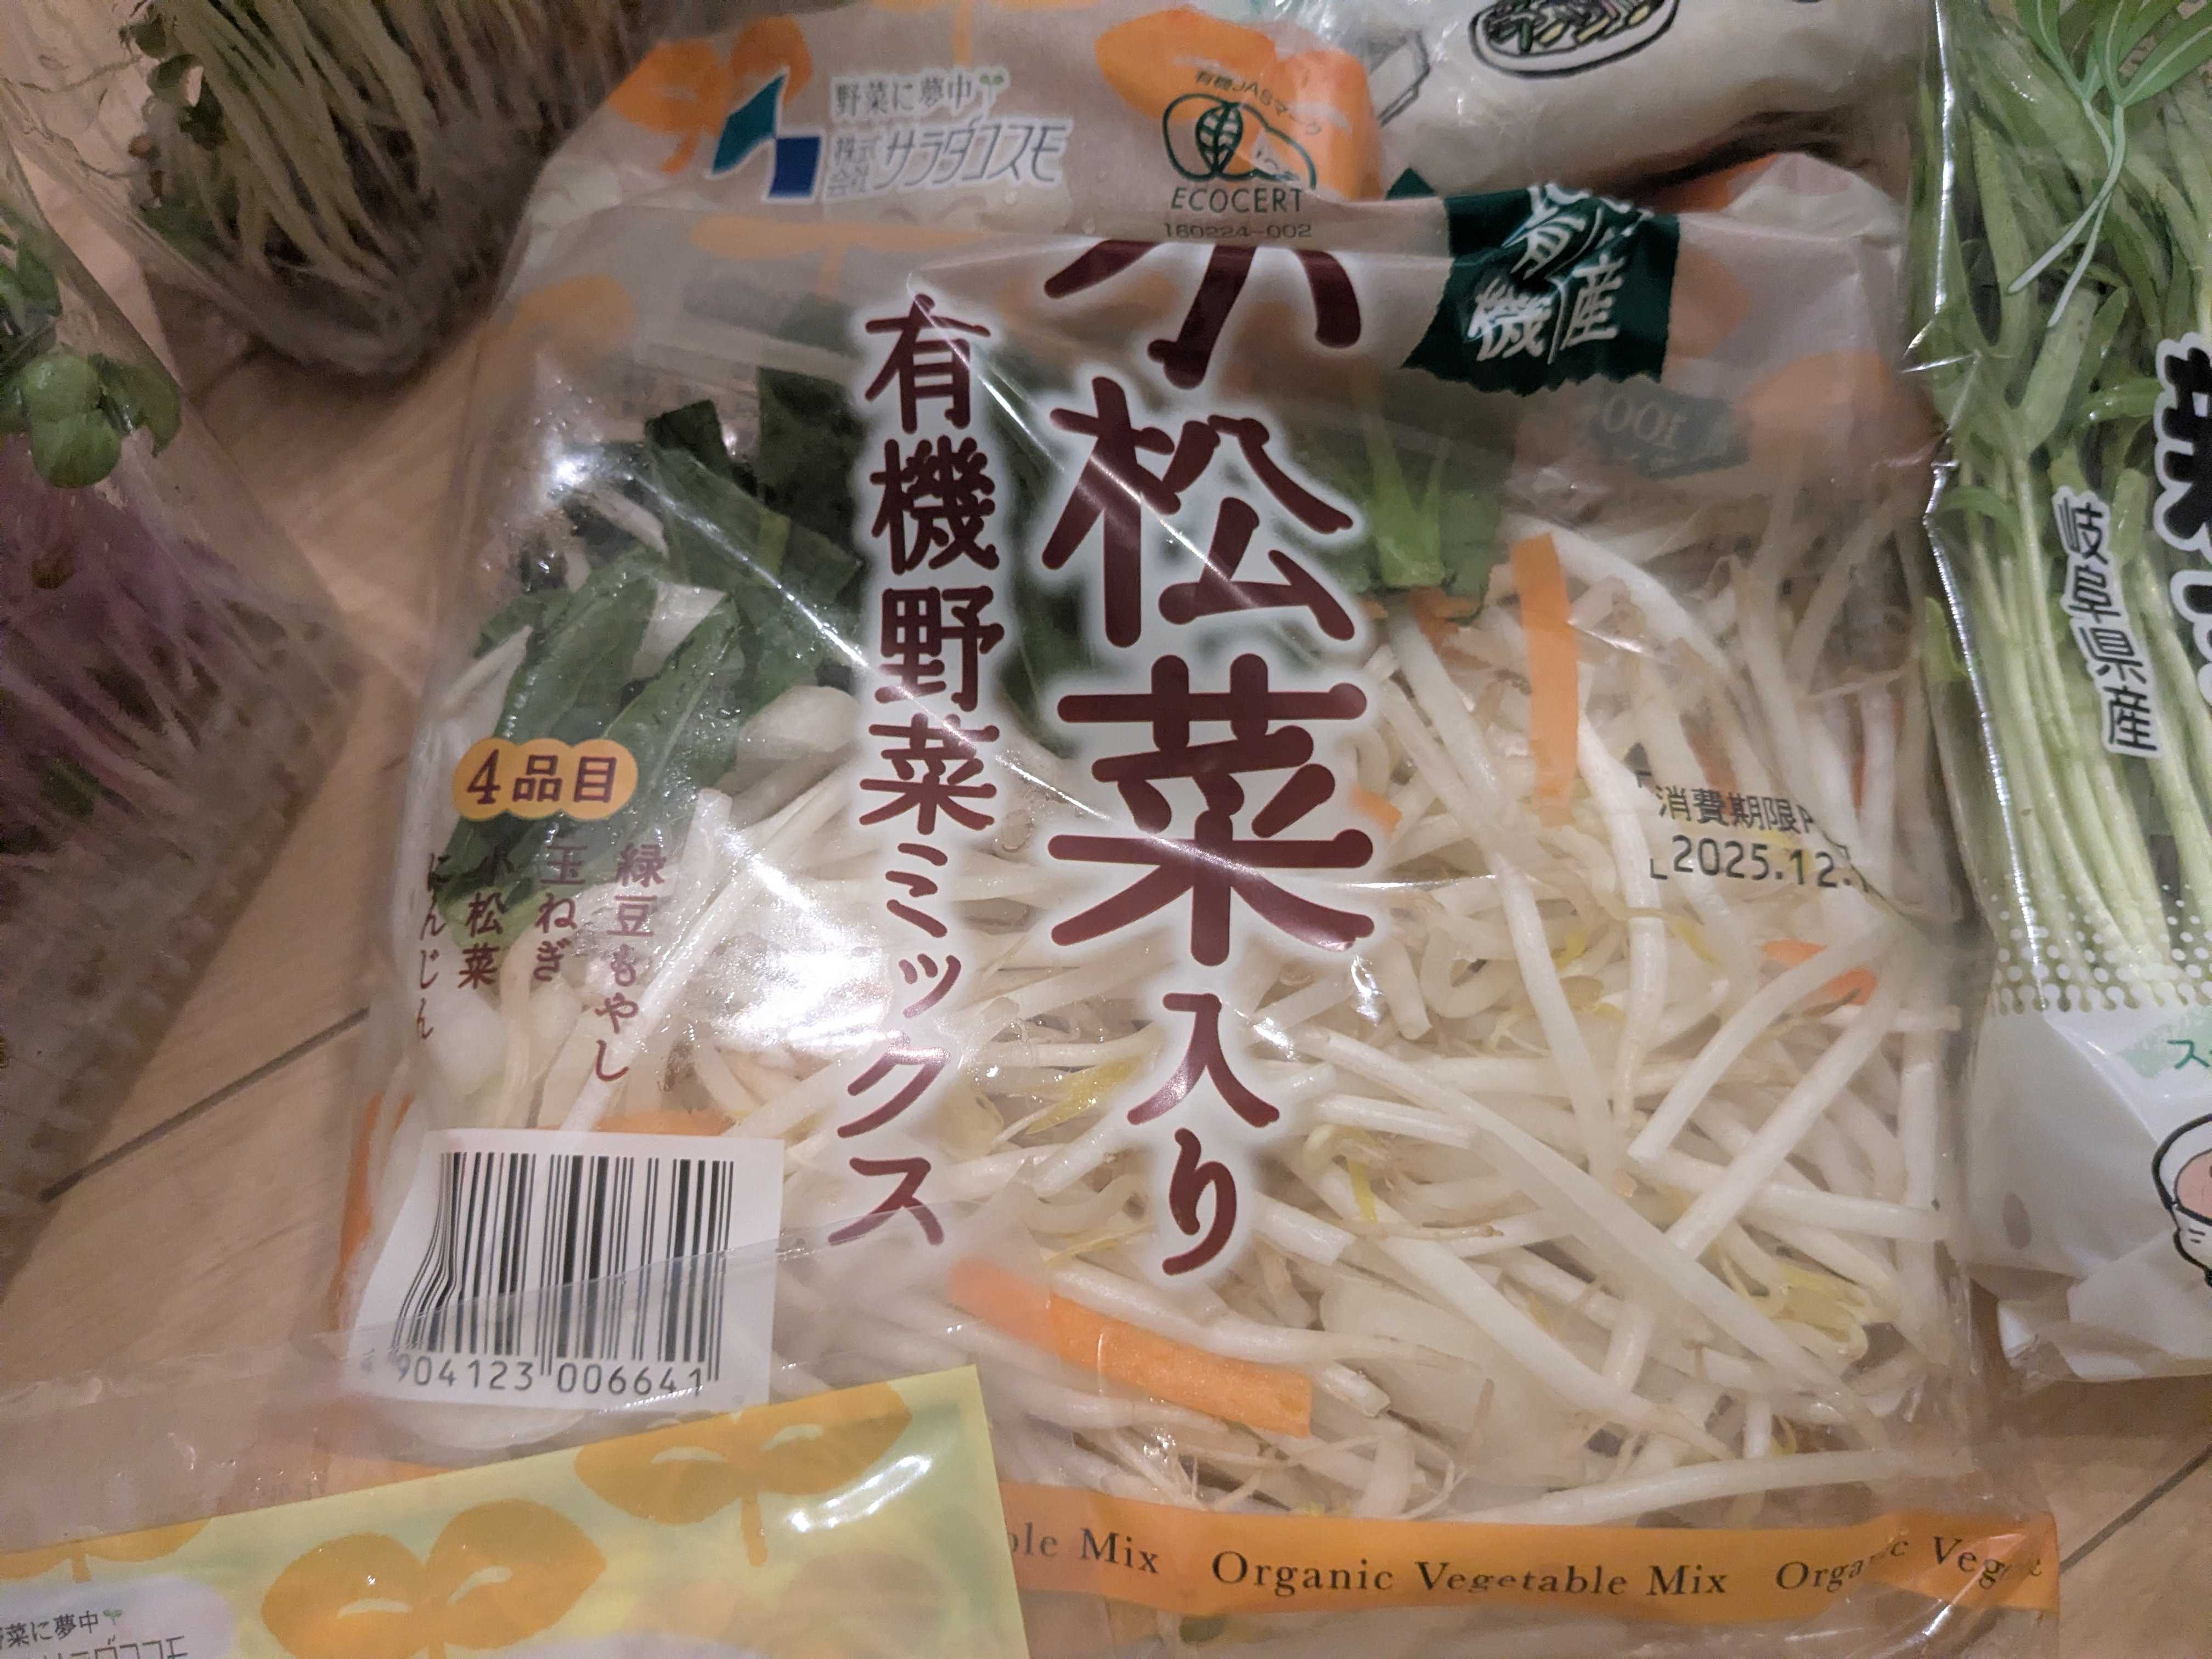 野菜に夢中
株式会社 サラダコスモ
有機JASマーク
ECOCERT
160224-002
有機
産
100
小松菜入り
有機野菜ミックス
4品目
緑豆もやし
玉ねぎ
小松菜
にんじん
消費期限
2025.12.
904123 006641
Mix Organic Vegetable Mix
岐阜県産
野菜に夢中